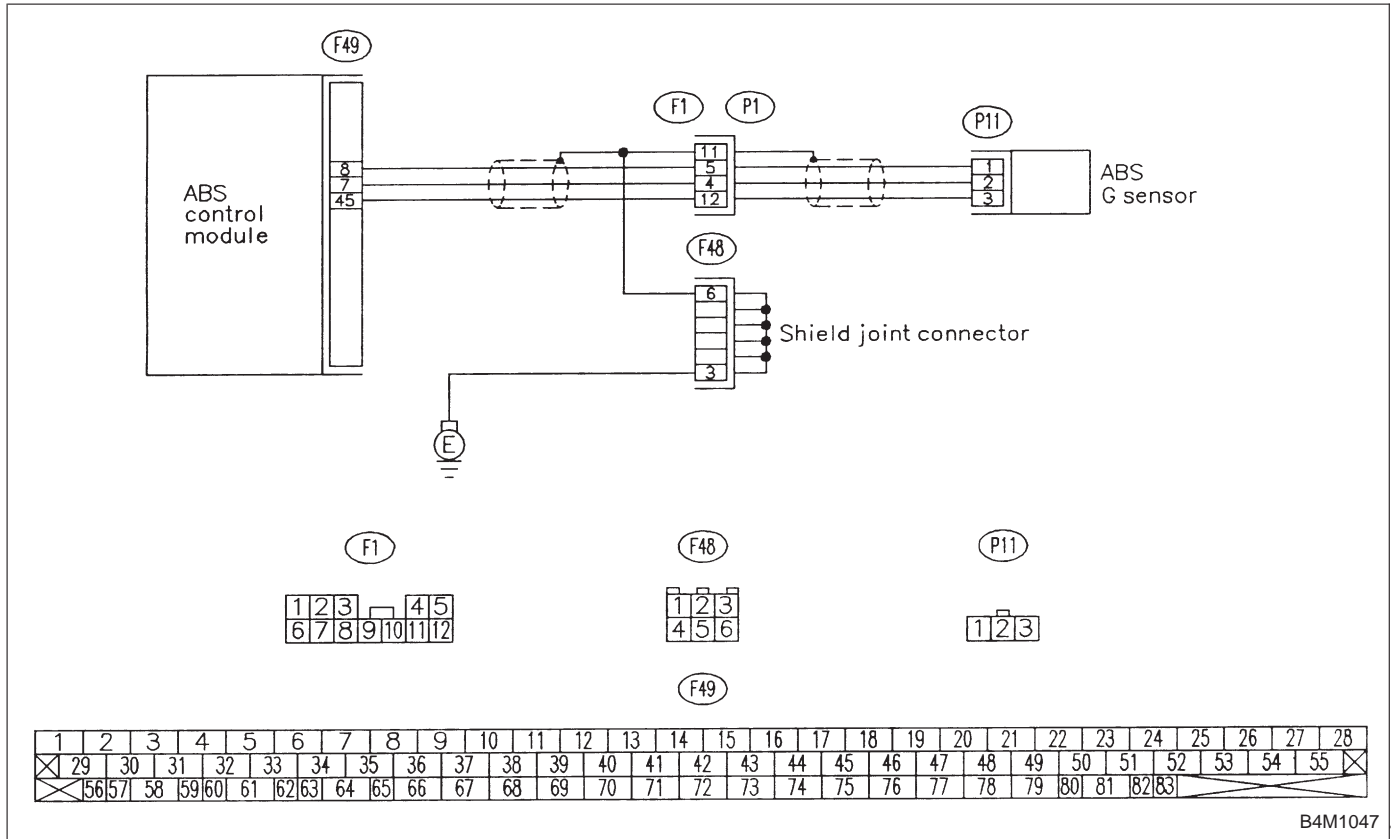 F49
F1 P1
P11
8
7
45
11
5
4
12
1
2
3
ABS
control
module
ABS
G sensor
F48
6
Shield joint connector
3
E
F1
F48
P11
1 2 3 4 5
6 7 8 9 10 11 12
1 2 3
4 5 6
1 2 3
F49
1 2 3 4 5 6 7 8 9 10 11 12 13 14 15 16 17 18 19 20 21 22 23 24 25 26 27 28
29 30 31 32 33 34 35 36 37 38 39 40 41 42 43 44 45 46 47 48 49 50 51 52 53 54 55
56 57 58 59 60 61 62 63 64 65 66 67 68 69 70 71 72 73 74 75 76 77 78 79 80 81 82 83
B4M1047